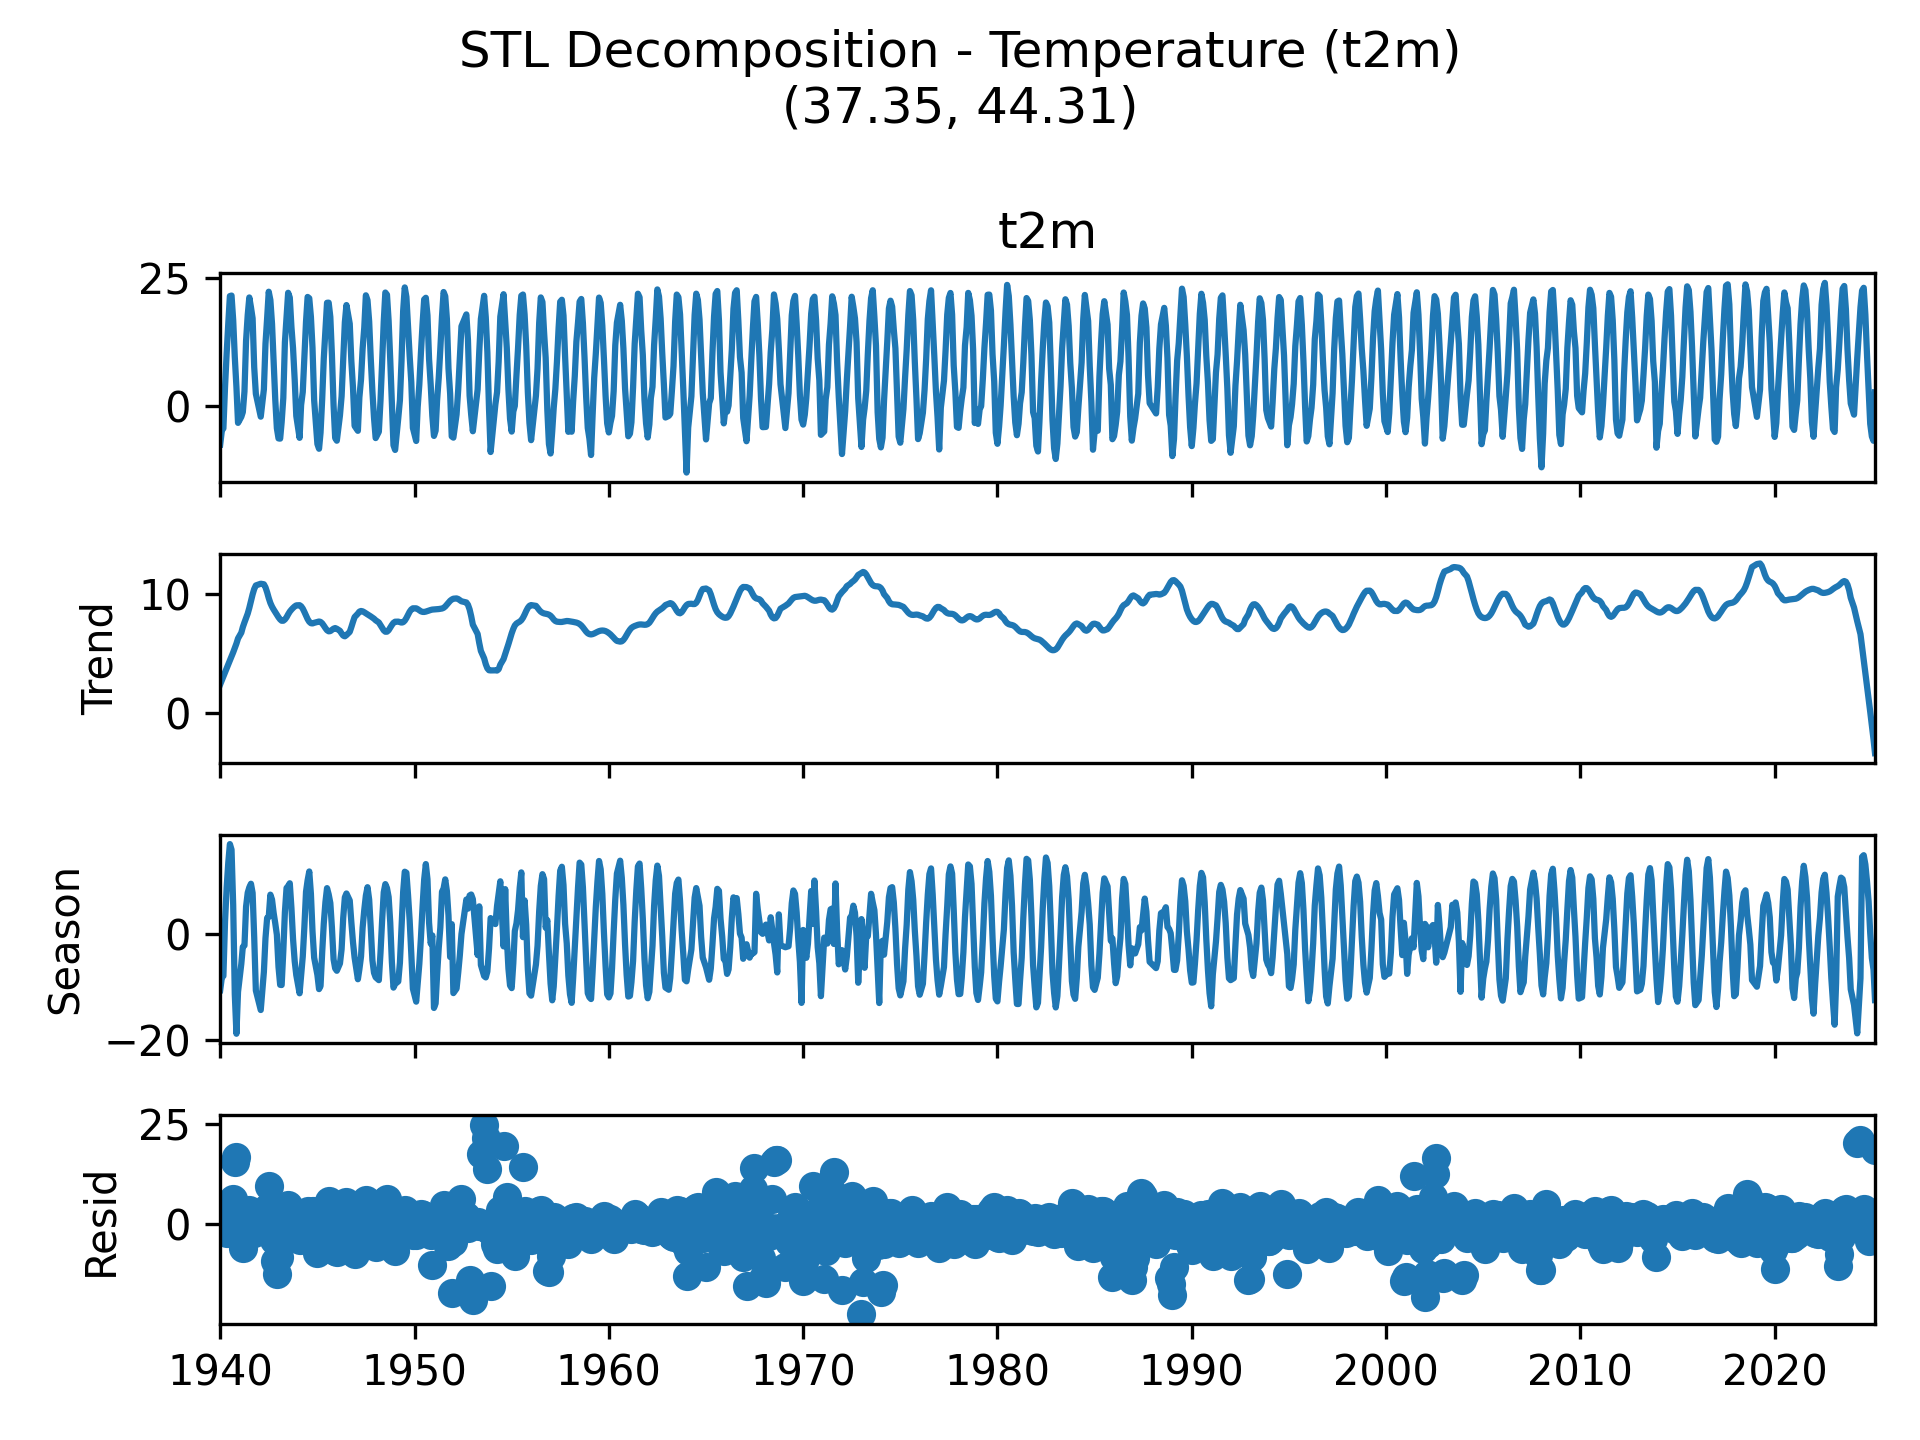 STL Decomposition - Temperature (t2m)
(37.35, 44.31)
t2m
25
0
Trend
10
0
Season
0
−20
Resid
25
0
1940 1950 1960 1970 1980 1990 2000 2010 2020